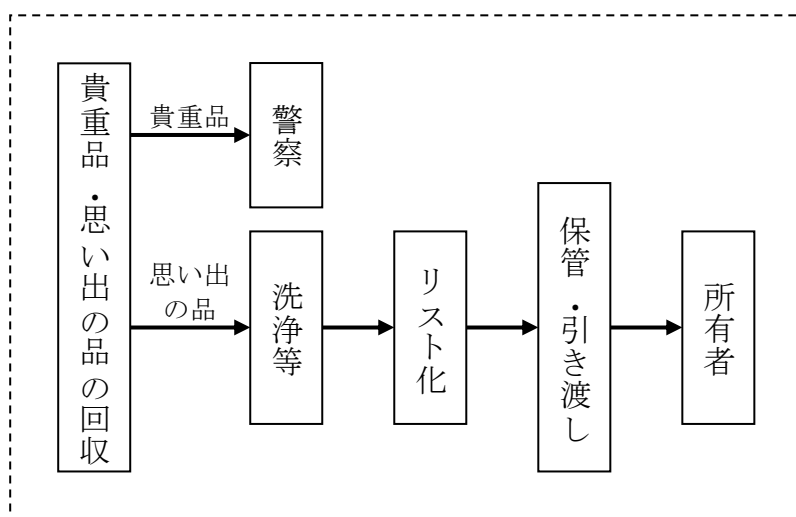 貴重品・思い出の品の回収
貴重品
警察
思い出
の品
洗浄等
リスト化
保管・引き渡し
所有者